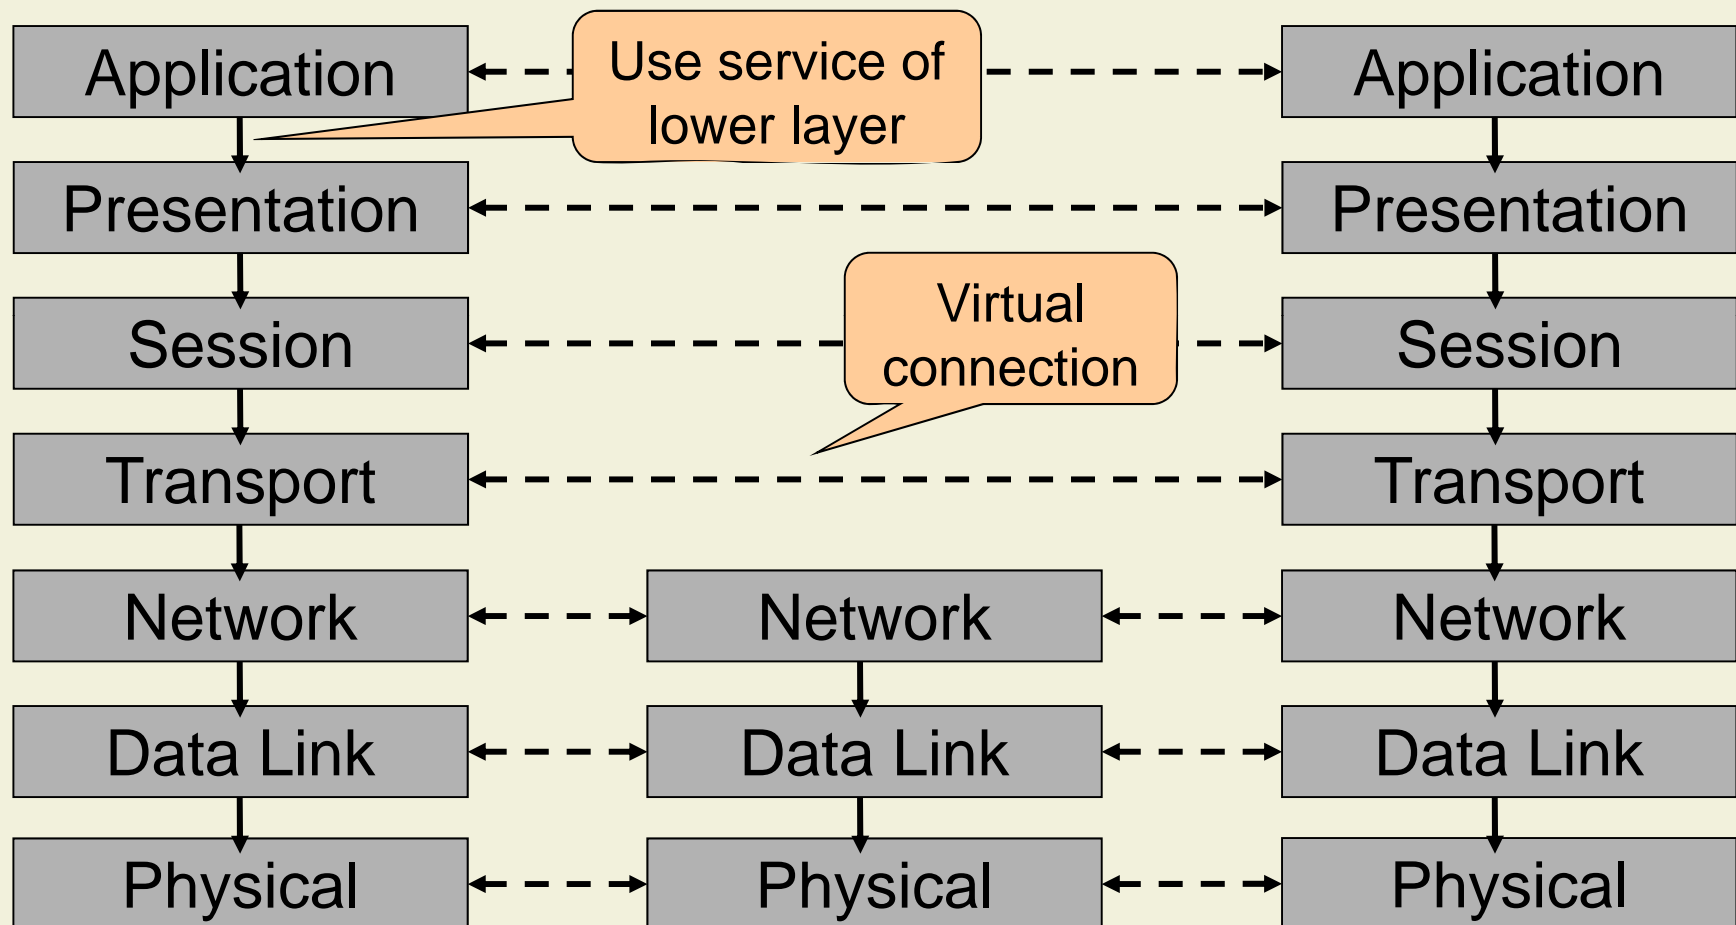 Application
Use service of
lower layer
Application
Presentation
Presentation
Session
Virtual
connection
Session
Transport
Transport
Network
Network
Network
Data Link
Data Link
Data Link
Physical
Physical
Physical